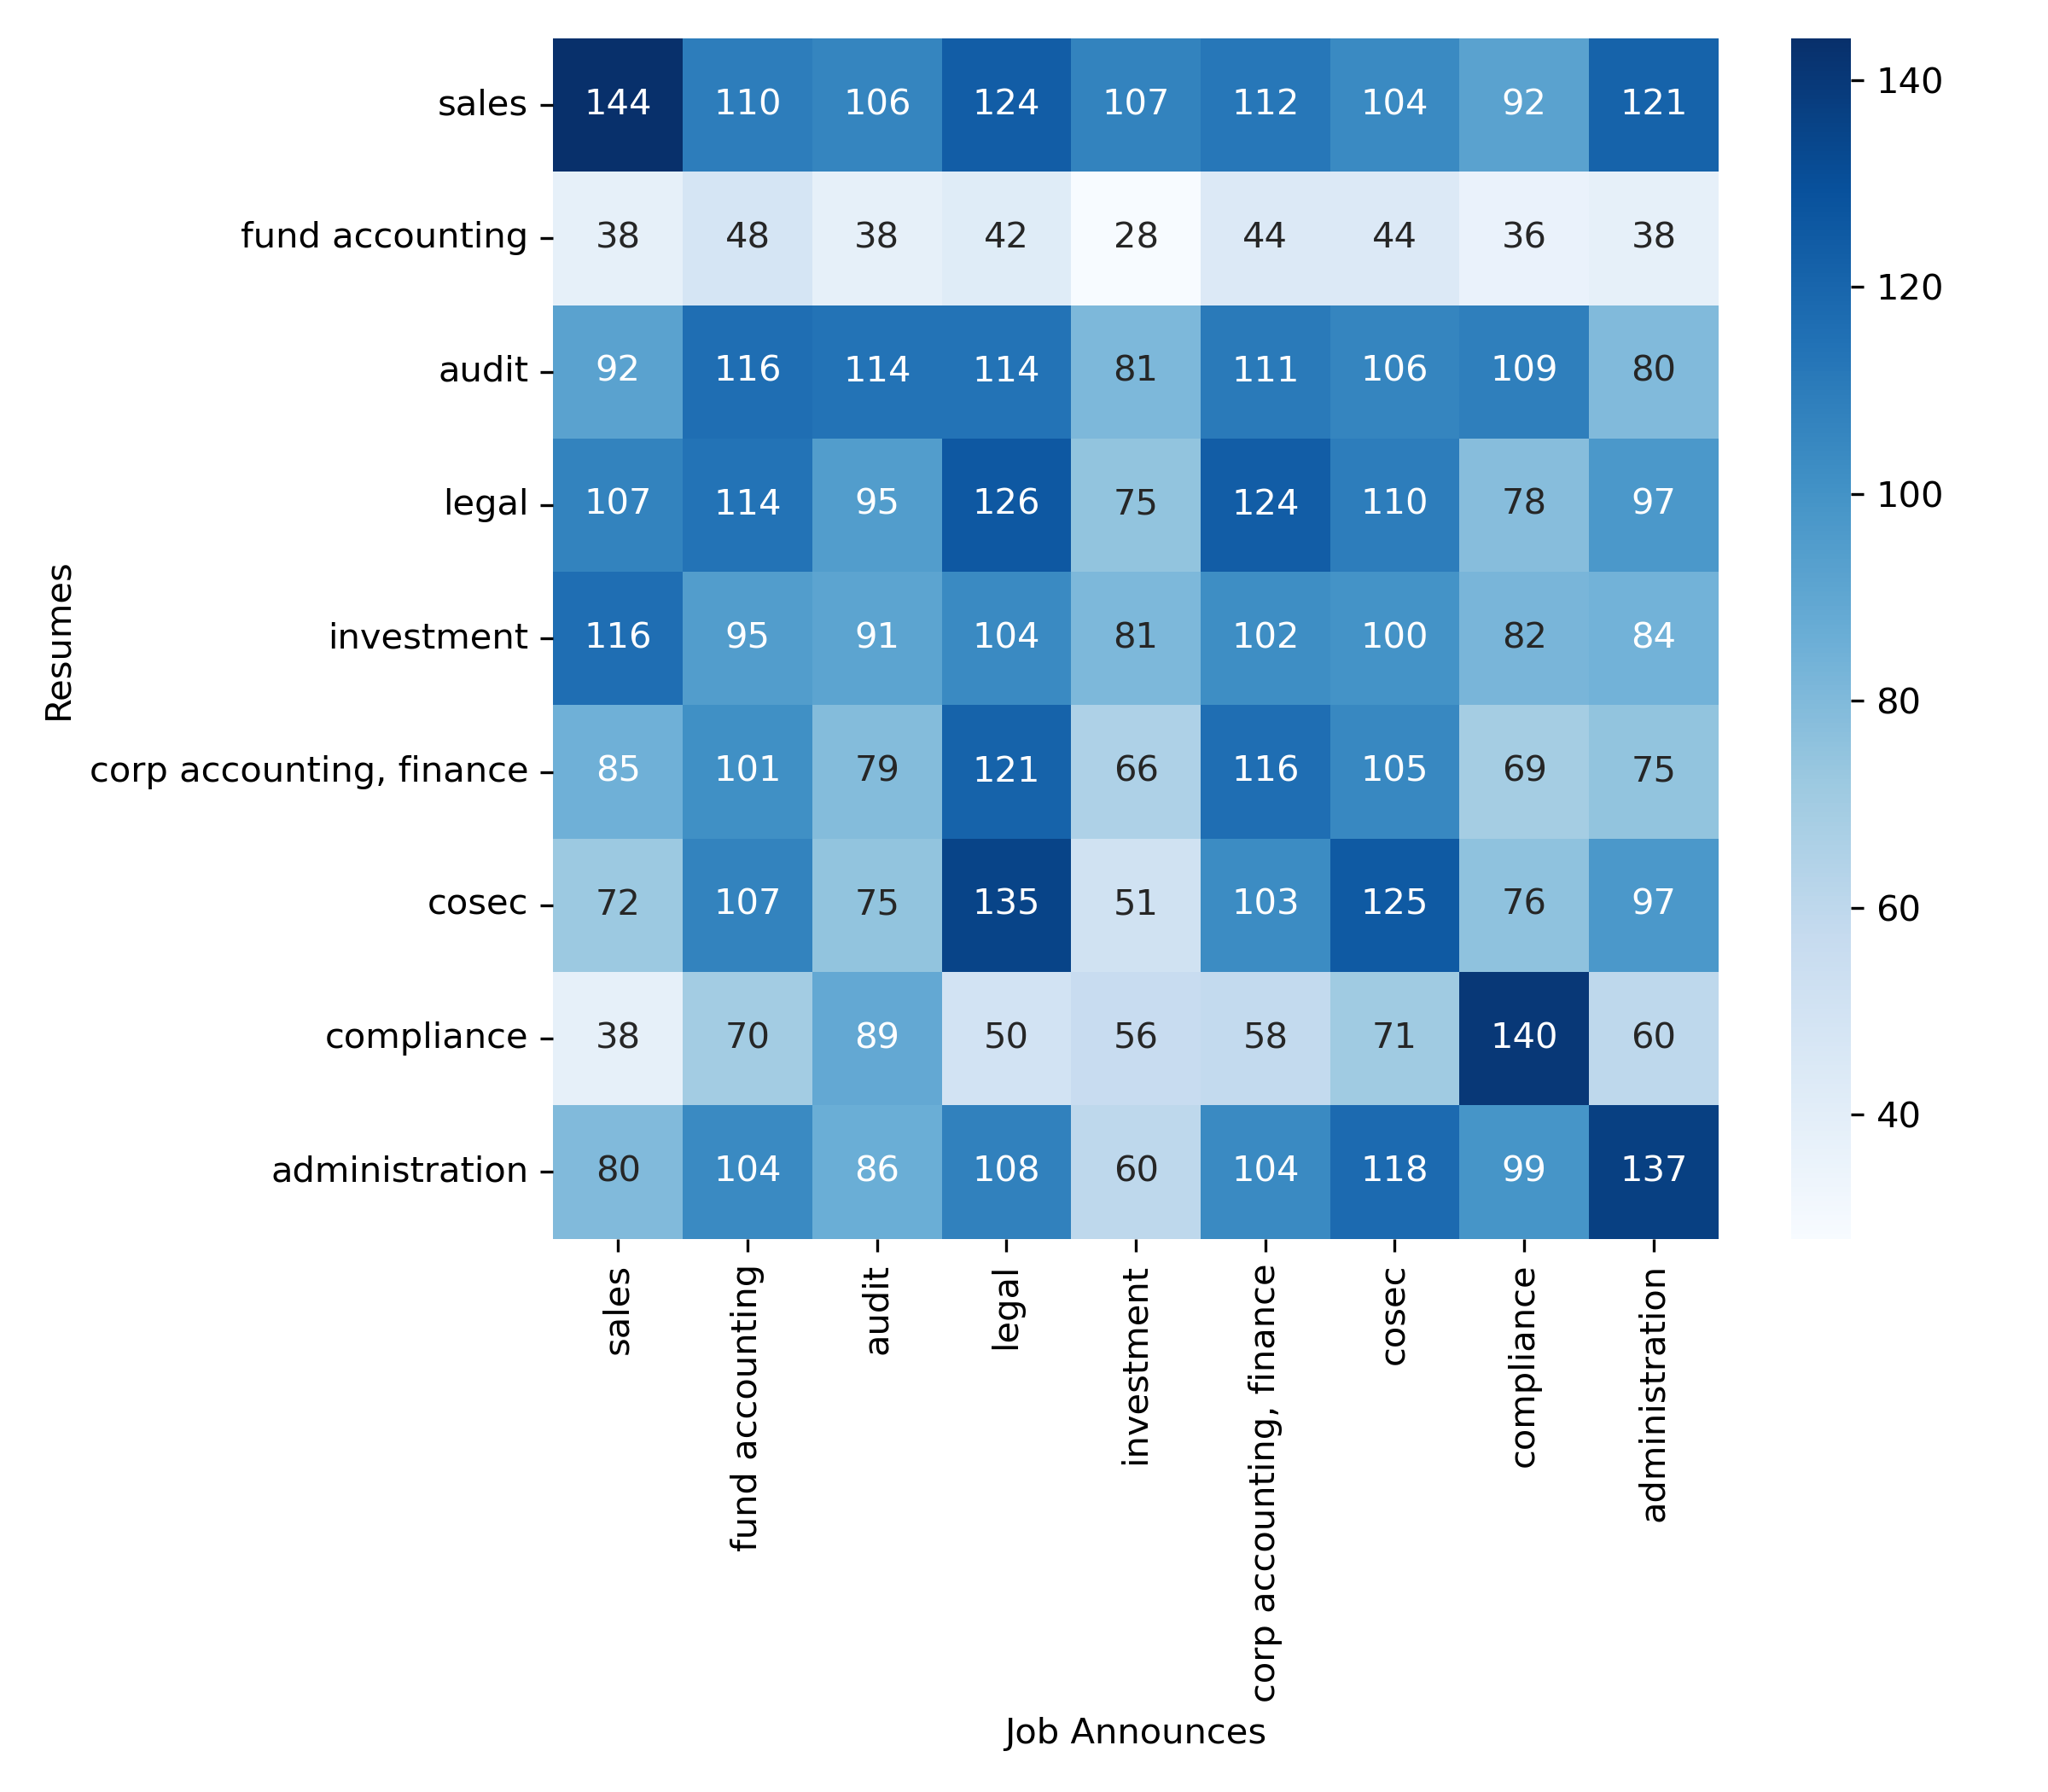 sales 144 110 106 124 107 112 104 92 121
fund accounting 38 48 38 42 28 44 44 36 38
audit 92 116 114 114 81 111 106 109 80
legal 107 114 95 126 75 124 110 78 97
investment 116 95 91 104 81 102 100 82 84
corp accounting, finance 85 101 79 121 66 116 105 69 75
cosec 72 107 75 135 51 103 125 76 97
compliance 38 70 89 50 56 58 71 140 60
administration 80 104 86 108 60 104 118 99 137
Resumes
sales
fund accounting
audit
legal
investment
corp accounting, finance
cosec
compliance
administration
Job Announces
140
120
100
80
60
40